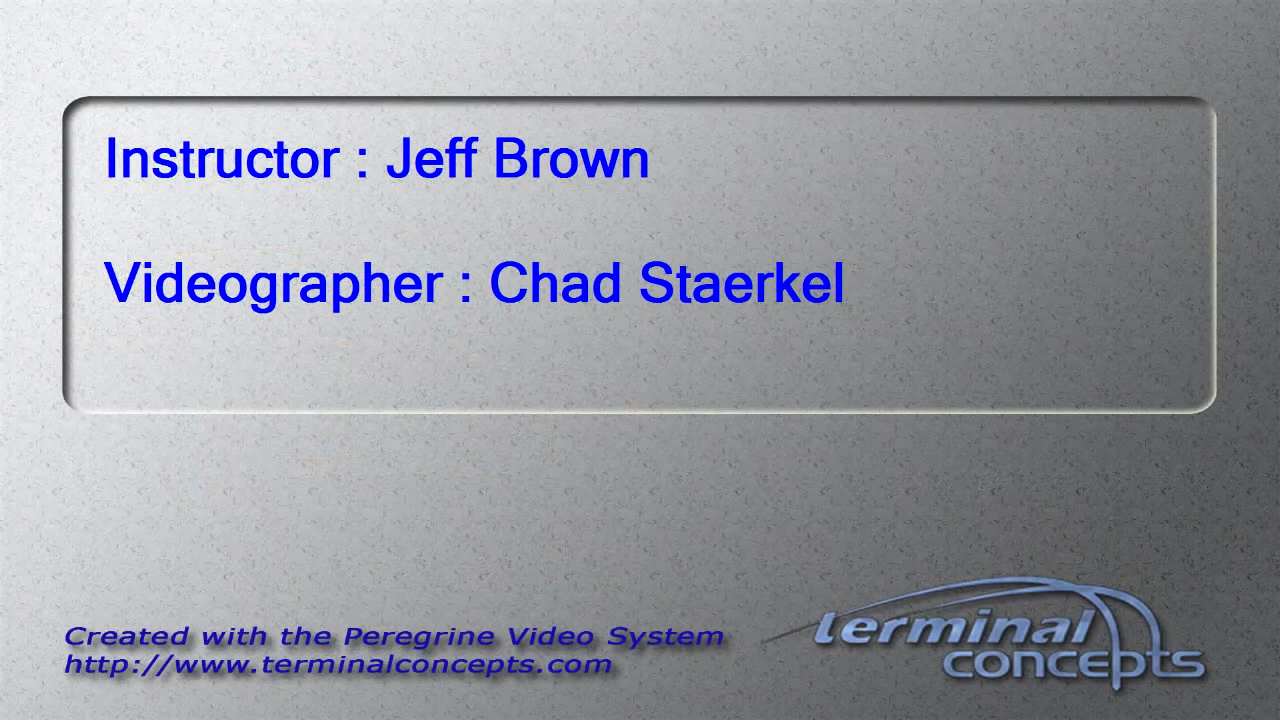 Instructor : Jeff Brown
Videographer : Chad Staerkel
Created with the Peregrine Video System
http://www.terminalconcepts.com
terminal
concepts